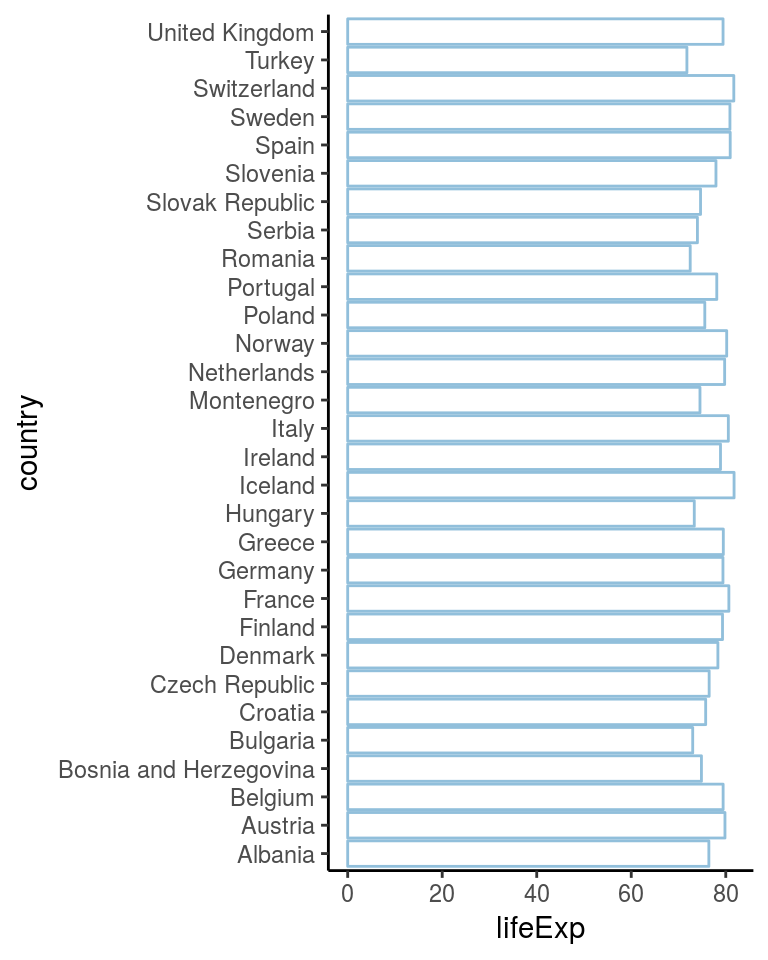 United Kingdom
Turkey
Switzerland
Sweden
Spain
Slovenia
Slovak Republic
Serbia
Romania
Portugal
Poland
Norway
Netherlands
Montenegro
Italy
Ireland
Iceland
Hungary
Greece
Germany
France
Finland
Denmark
Czech Republic
Croatia
Bulgaria
Bosnia and Herzegovina
Belgium
Austria
Albania
country
0 20 40 60 80
lifeExp